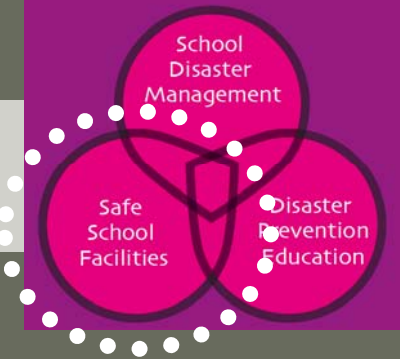 School
Disaster
Management
Safe
School
Facilities
Disaster
Prevention
Education